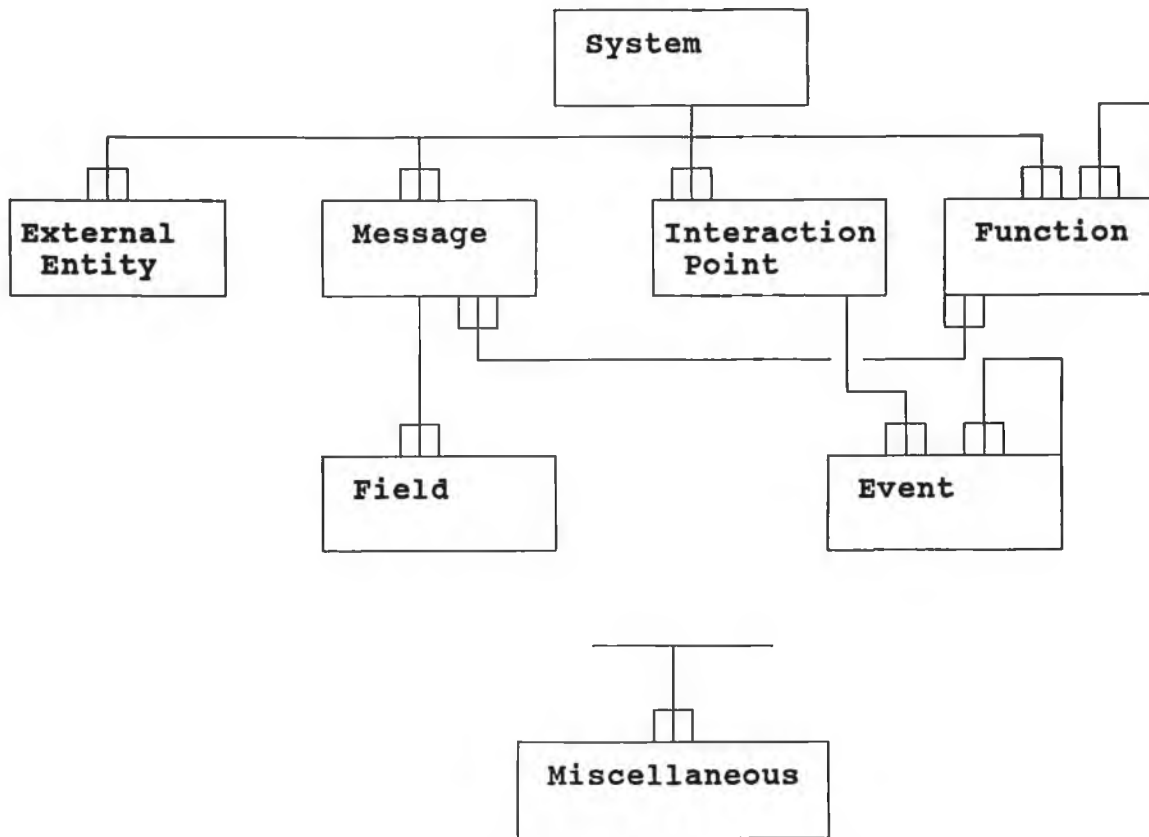 System
External
Entity
Message
Interaction
Point
Function
Field
Event
Miscellaneous